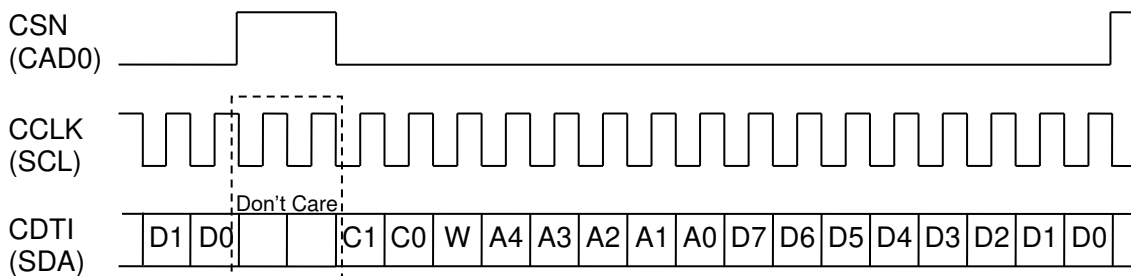 CSN
(CAD0)
CCLK
(SCL)
Don't Care
CDTI
(SDA)
D1 D0 C1 C0 W A4 A3 A2 A1 A0 D7 D6 D5 D4 D3 D2 D1 D0